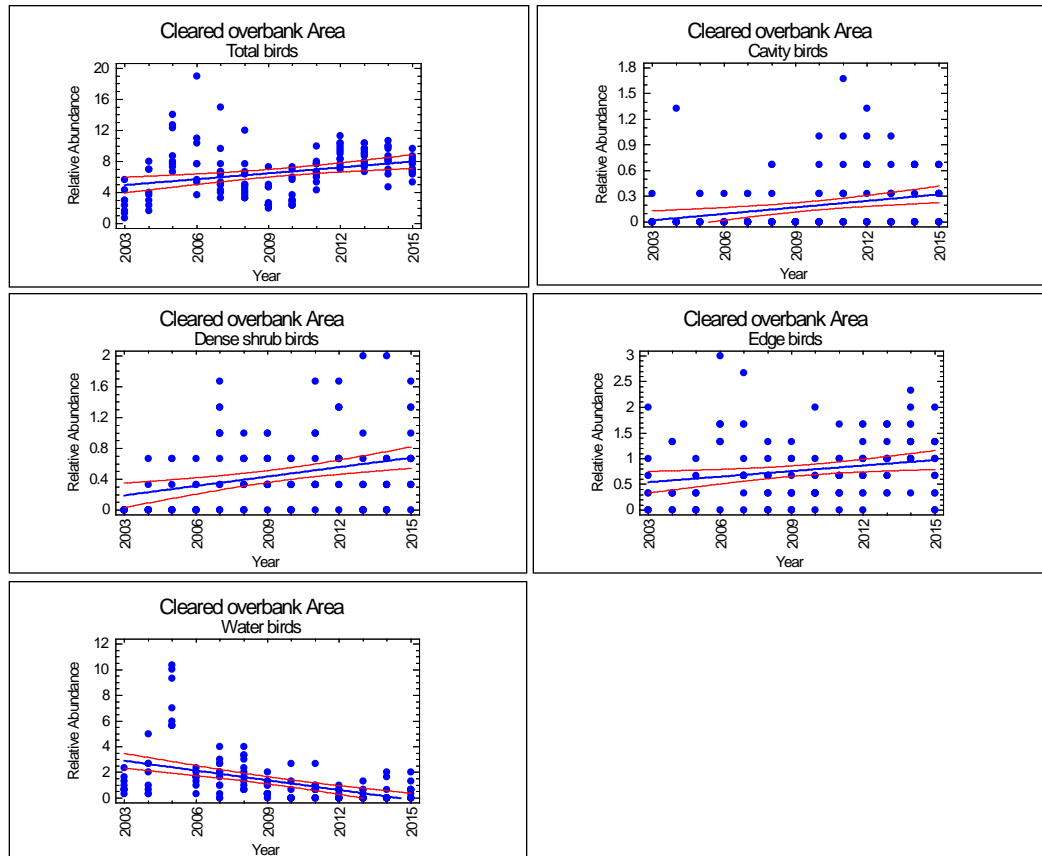 Cleared overbank Area
Total birds
Relative Abundance
20
16
12
8
4
0
2003
2006
2009
2012
2015
Year
Cleared overbank Area
Cavity birds
Relative Abundance
1.8
1.5
1.2
0.9
0.6
0.3
0
2003
2006
2009
2012
2015
Year
Cleared overbank Area
Dense shrub birds
Relative Abundance
2
1.6
1.2
0.8
0.4
0
2003
2006
2009
2012
2015
Year
Cleared overbank Area
Edge birds
Relative Abundance
3
2.5
2
1.5
1
0.5
0
2003
2006
2009
2012
2015
Year
Cleared overbank Area
Water birds
Relative Abundance
12
10
8
6
4
2
0
2003
2006
2009
2012
2015
Year